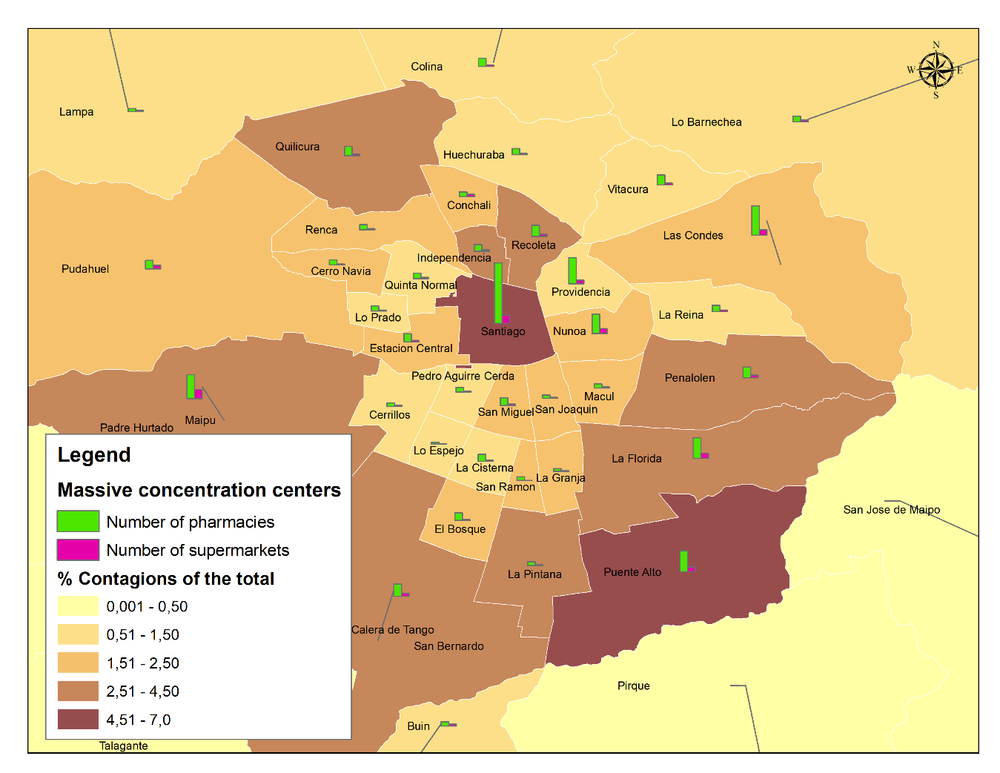 N
W
E
S
Colina
Lampa
Lo Barnechea
Quilicura
Huechuraba
Vitacura
Conchali
Renca
Las Condes
Recoleta
Independencia
Pudahuel
Cerro Navia
Quinta Normal
Providencia
La Reina
Lo Prado
Santiago
Nunoa
Estacion Central
Pedro Aguirre Cerda
Penalolen
Macul
San Miguel
San Joaquin
Cerrillos
Maipu
Padre Hurtado
Lo Espejo
La Cisterna
La Florida
La Granja
San Ramon
San Jose de Maipo
El Bosque
La Pintana
Puente Alto
Calera de Tango
San Bernardo
Pirque
Buin
Talagante
Legend
Massive concentration centers
Number of pharmacies
Number of supermarkets
% Contagions of the total
0,001 - 0,50
0,51 - 1,50
1,51 - 2,50
2,51 - 4,50
4,51 - 7,0